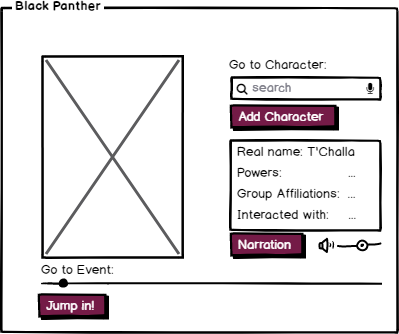 Black Panther
Go to Character:
search
Add Character
Real name: T'Challa
Powers: ...
Group Affiliations: ...
Interacted with: ...
Narration
Go to Event:
Jump in!